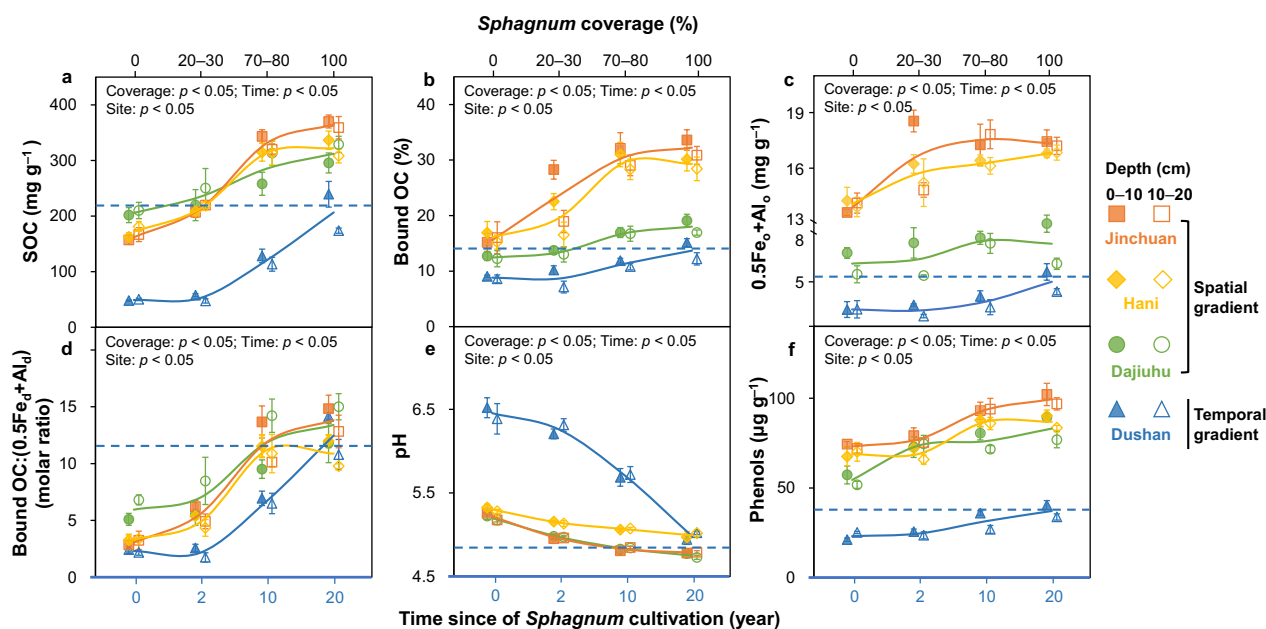 Sphagnum coverage (%)
0 20–30 70–80 100
0 20–30 70–80 100
0 20–30 70–80 100
a
Coverage: p < 0.05; Time: p < 0.05
Site: p < 0.05
SOC (mg g⁻¹)
400
300
200
100
0
b
Coverage: p < 0.05; Time: p < 0.05
Site: p < 0.05
Bound OC (%)
40
30
20
10
0
c
Coverage: p < 0.05; Time: p < 0.05
Site: p < 0.05
0.5Feₒ+Alₒ (mg g⁻¹)
19
16
13
8
5
Depth (cm)
0–10 10–20
Jinchuan
Hani
Dajiuhu
Spatial
gradient
Dushan
Temporal
gradient
d
Coverage: p < 0.05; Time: p < 0.05
Site: p < 0.05
Bound OC:(0.5Fe_d+Al_d)
(molar ratio)
15
10
5
0
e
Coverage: p < 0.05; Time: p < 0.05
Site: p < 0.05
pH
6.5
5.5
4.5
f
Coverage: p < 0.05; Time: p < 0.05
Site: p < 0.05
Phenols (µg g⁻¹)
100
50
0
0 2 10 20
0 2 10 20
0 2 10 20
Time since of Sphagnum cultivation (year)